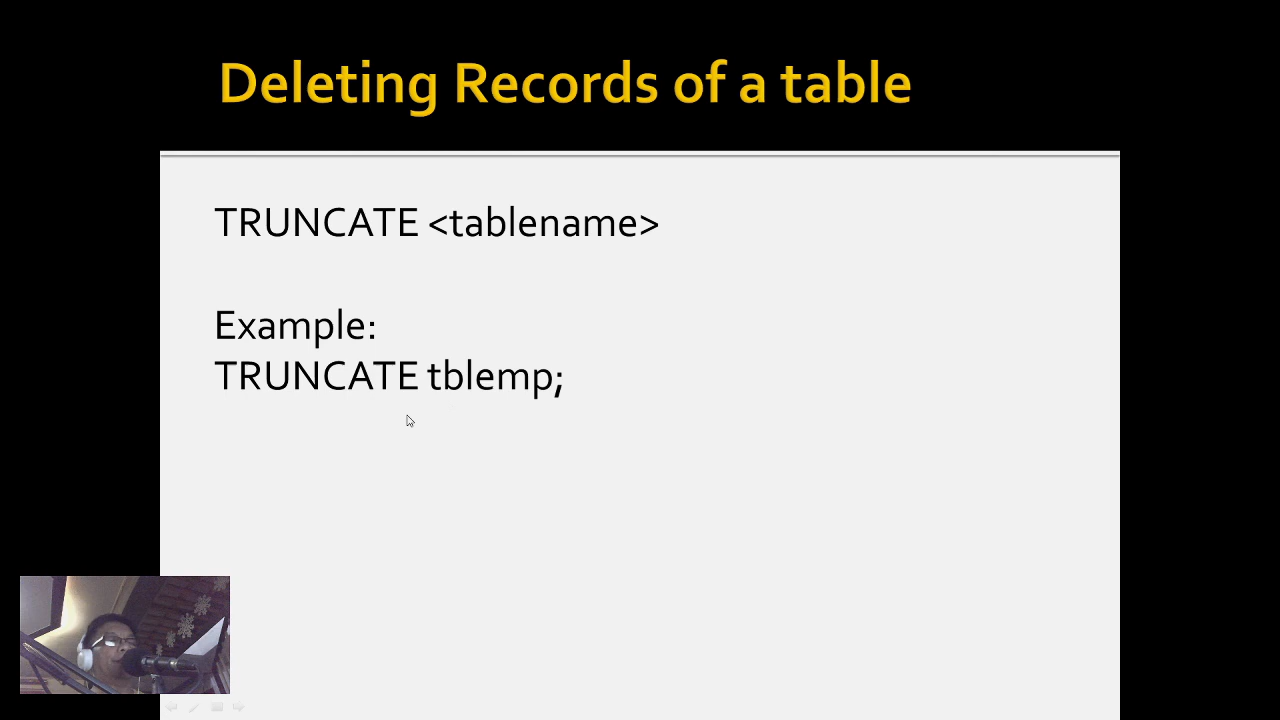 Deleting Records of a table
TRUNCATE <tablename>
Example:
TRUNCATE tblemp;